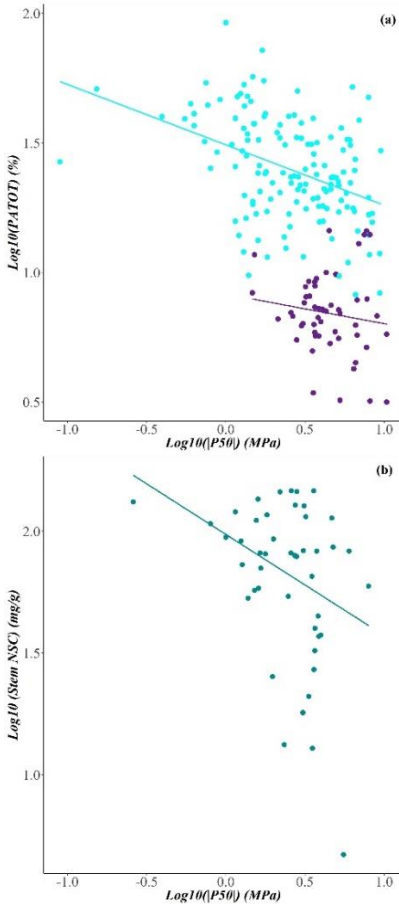 (a)
2.0
1.5
1.0
0.5
Log10(PATOT) (%)
-1.0 -0.5 0.0 0.5 1.0
Log10(|P50|) (MPa)
(b)
2.0
1.5
1.0
Log10 (Stem NSC) (mg/g)
-1.0 -0.5 0.0 0.5 1.0
Log10(|P50|) (MPa)